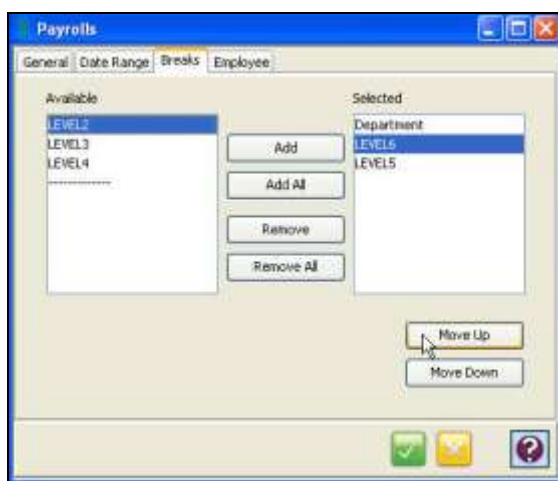 Payrolls
General Date Range Breaks Employee
Available
Selected
LEVEL2
LEVEL3
LEVEL4
--------------
Add
Add All
Remove
Remove All
Department
LEVEL6
LEVEL5
Move Up
Move Down
?